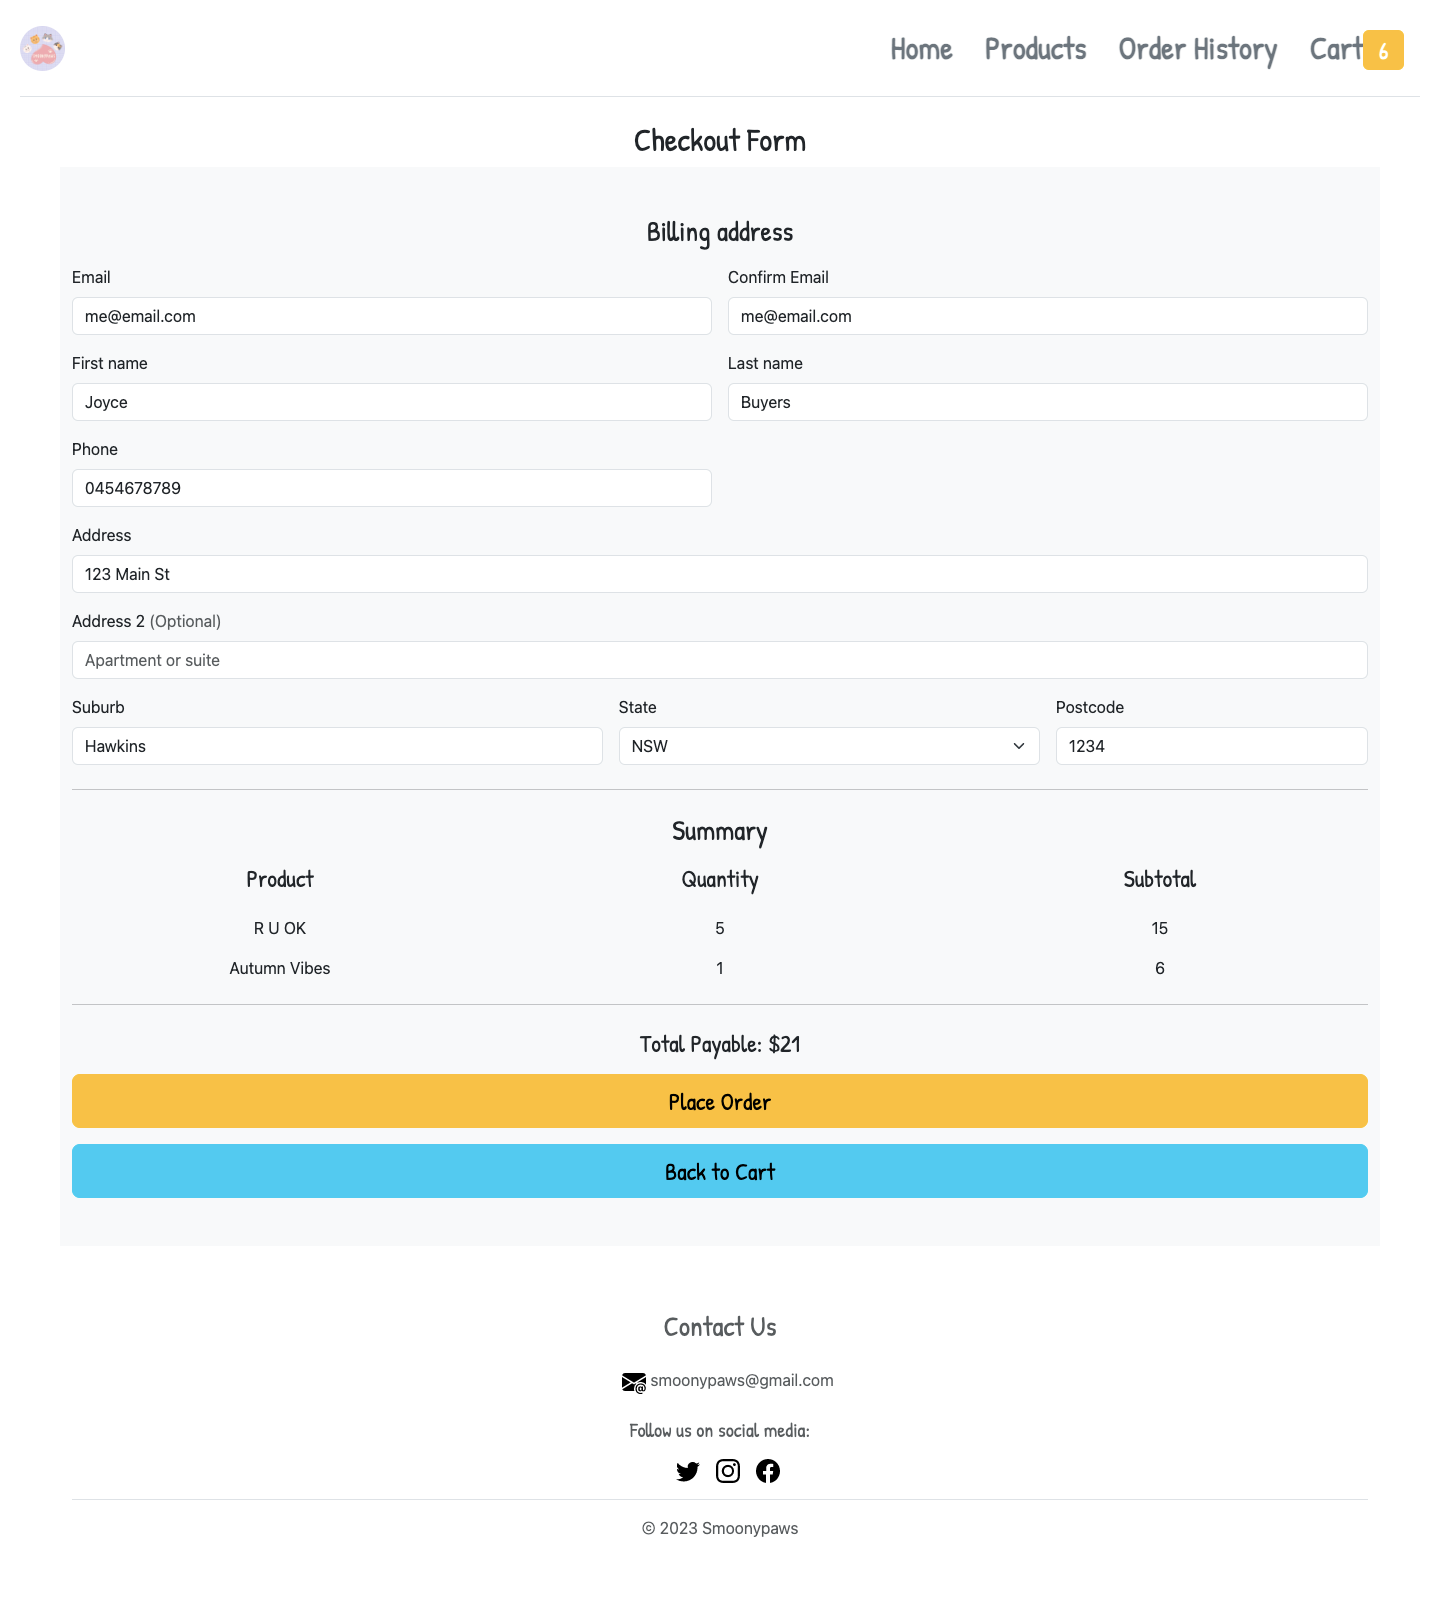 Home Products Order History Cart 6
Checkout Form
Billing address
Email Confirm Email
me@email.com me@email.com
First name Last name
Joyce Buyers
Phone
0454678789
Address
123 Main St
Address 2 (Optional)
Apartment or suite
Suburb State Postcode
Hawkins NSW 1234
Summary
Product Quantity Subtotal
R U OK 5 15
Autumn Vibes 1 6
Total Payable: $21
Place Order
Back to Cart
Contact Us
smoonypaws@gmail.com
Follow us on social media:
© 2023 Smoonypaws